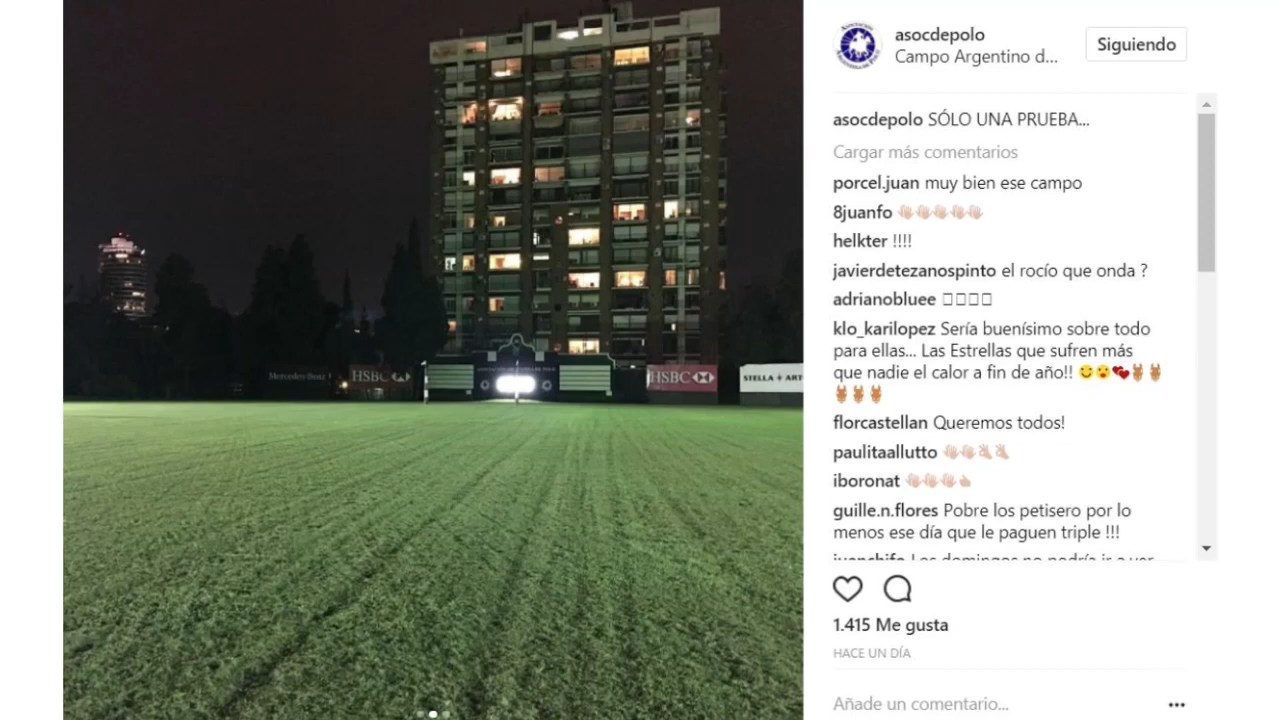 Mercedes-Benz
HSBC
HSBC
STELLA ART
asocdepolo
Campo Argentino d...
Siguiendo
asocdepolo SÓLO UNA PRUEBA...
Cargar más comentarios
porcel.juan muy bien ese campo
8juanfo 👏👏👏👏👏
helkter !!!!
javierdetezanospinto el rocío que onda ?
adrianobluee □□□□
klo_karilopez Sería buenísimo sobre todo
para ellas... Las Estrellas que sufren más
que nadie el calor a fin de año!!
florcastellan Queremos todos!
paulitaallutto
iboronat
guille.n.flores Pobre los petisero por lo
menos ese día que le paguen triple !!!
1.415 Me gusta
HACE UN DÍA
Añade un comentario...